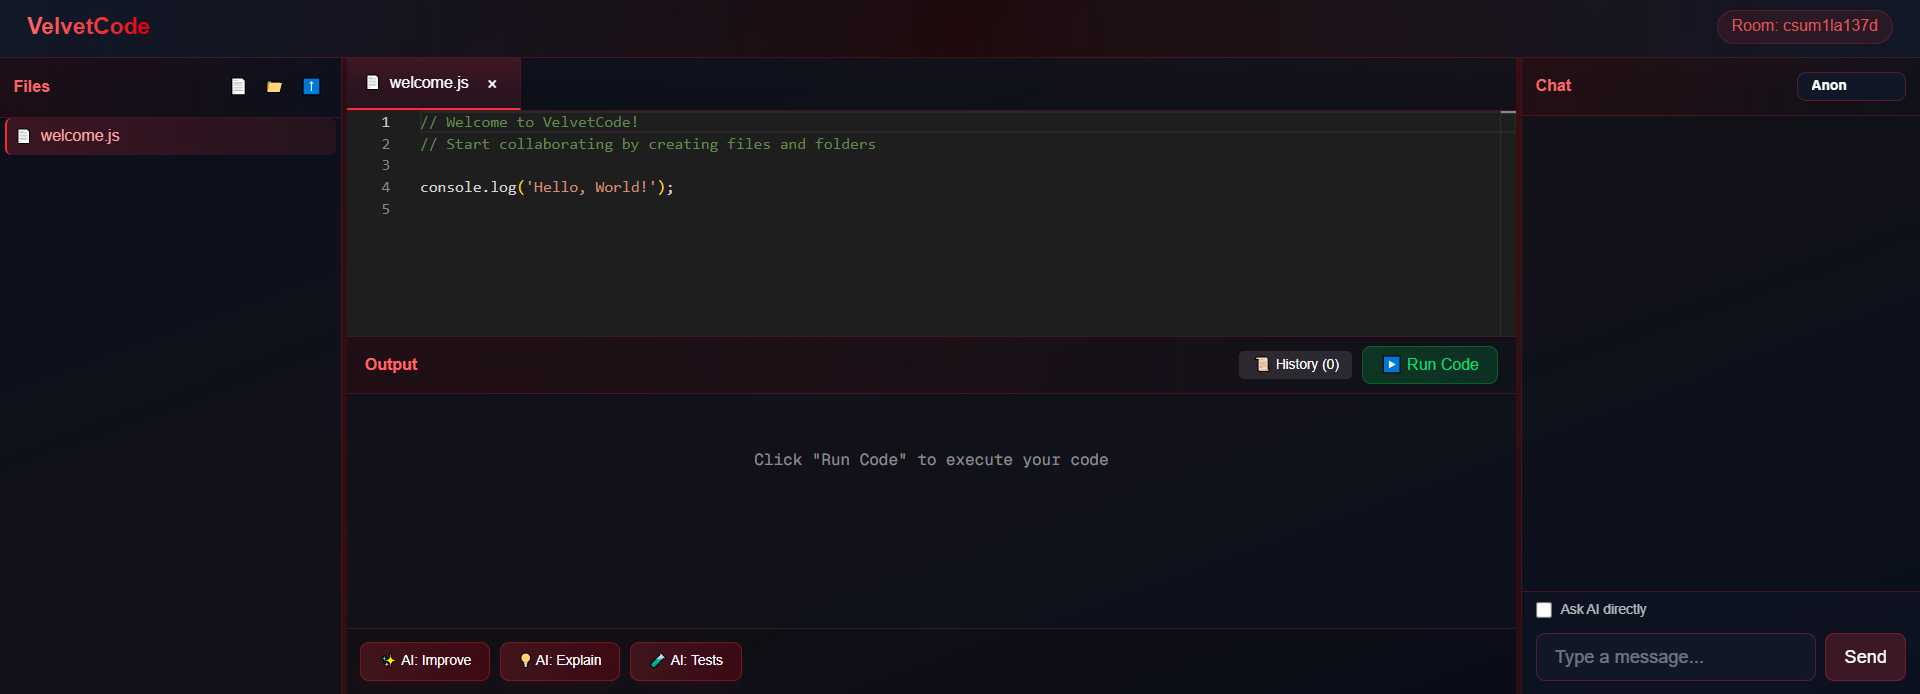 VelvetCode
Room: csum1la137d
Files
welcome.js
welcome.js ×
1 // Welcome to VelvetCode!
2 // Start collaborating by creating files and folders
3
4 console.log('Hello, World!');
5
Output
History (0)
Run Code
Click "Run Code" to execute your code
AI: Improve
AI: Explain
AI: Tests
Chat
Anon
Ask AI directly
Type a message...
Send